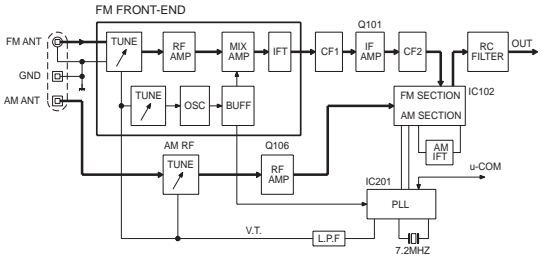 FM FRONT-END
FM ANT
GND
AM ANT
TUNE
RF
AMP
MIX
AMP
IFT
CF1
Q101
IF
AMP
CF2
RC
FILTER
OUT
TUNE
OSC
BUFF
FM SECTION
AM SECTION
IC102
AM
IFT
AM RF
TUNE
Q106
RF
AMP
u-COM
IC201
PLL
V.T.
L.P.F
7.2MHZ